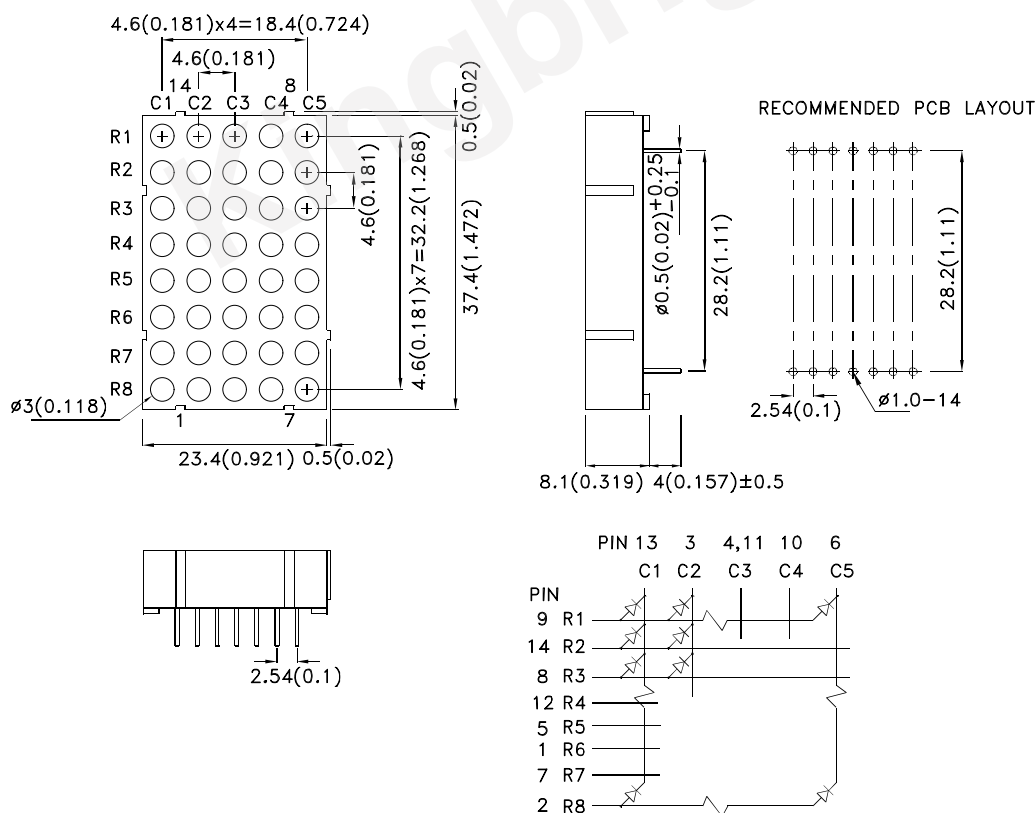 4.6(0.181)x4=18.4(0.724)
4.6(0.181)
14 8
C1 C2 C3 C4 C5
R1
R2
R3
R4
R5
R6
R7
R8
ø3(0.118)
1 7
23.4(0.921) 0.5(0.02)
4.6(0.181)
4.6(0.181)x7=32.2(1.268)
0.5(0.02)
37.4(1.472)
ø0.5(0.02)+0.25
-0.1
28.2(1.11)
8.1(0.319) 4(0.157)±0.5
RECOMMENDED PCB LAYOUT
28.2(1.11)
2.54(0.1)
ø1.0-14
2.54(0.1)
PIN 13 3 4,11 10 6
C1 C2 C3 C4 C5
PIN
9 R1
14 R2
8 R3
12 R4
5 R5
1 R6
7 R7
2 R8